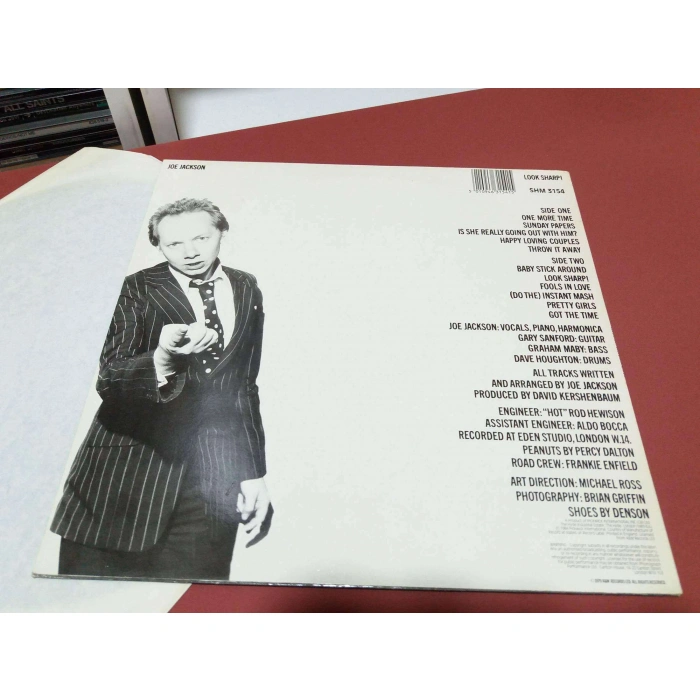 ALL SAINTS
JOE JACKSON
LOOK SHARP!
SHM 3154
SIDE ONE
ONE MORE TIME
SUNDAY PAPERS
IS SHE REALLY GOING OUT WITH HIM?
HAPPY LOVING COUPLES
THROW IT AWAY
SIDE TWO
BABY STICK AROUND
LOOK SHARP!
FOOLS IN LOVE
(DO THE) INSTANT MASH
PRETTY GIRLS
GOT THE TIME
JOE JACKSON: VOCALS, PIANO, HARMONICA
GARY SANFORD: GUITAR
GRAHAM MABY: BASS
DAVE HOUGHTON: DRUMS
ALL TRACKS WRITTEN
AND ARRANGED BY JOE JACKSON
PRODUCED BY DAVID KERSHENBAUM
ENGINEER: "HOT" ROD HEWISON
ASSISTANT ENGINEER: ALDO BOCCA
RECORDED AT EDEN STUDIO, LONDON W.14.
PEANUTS BY PERCY DALTON
ROAD CREW: FRANKIE ENFIELD
ART DIRECTION: MICHAEL ROSS
PHOTOGRAPHY: BRIAN GRIFFIN
SHOES BY DENSON